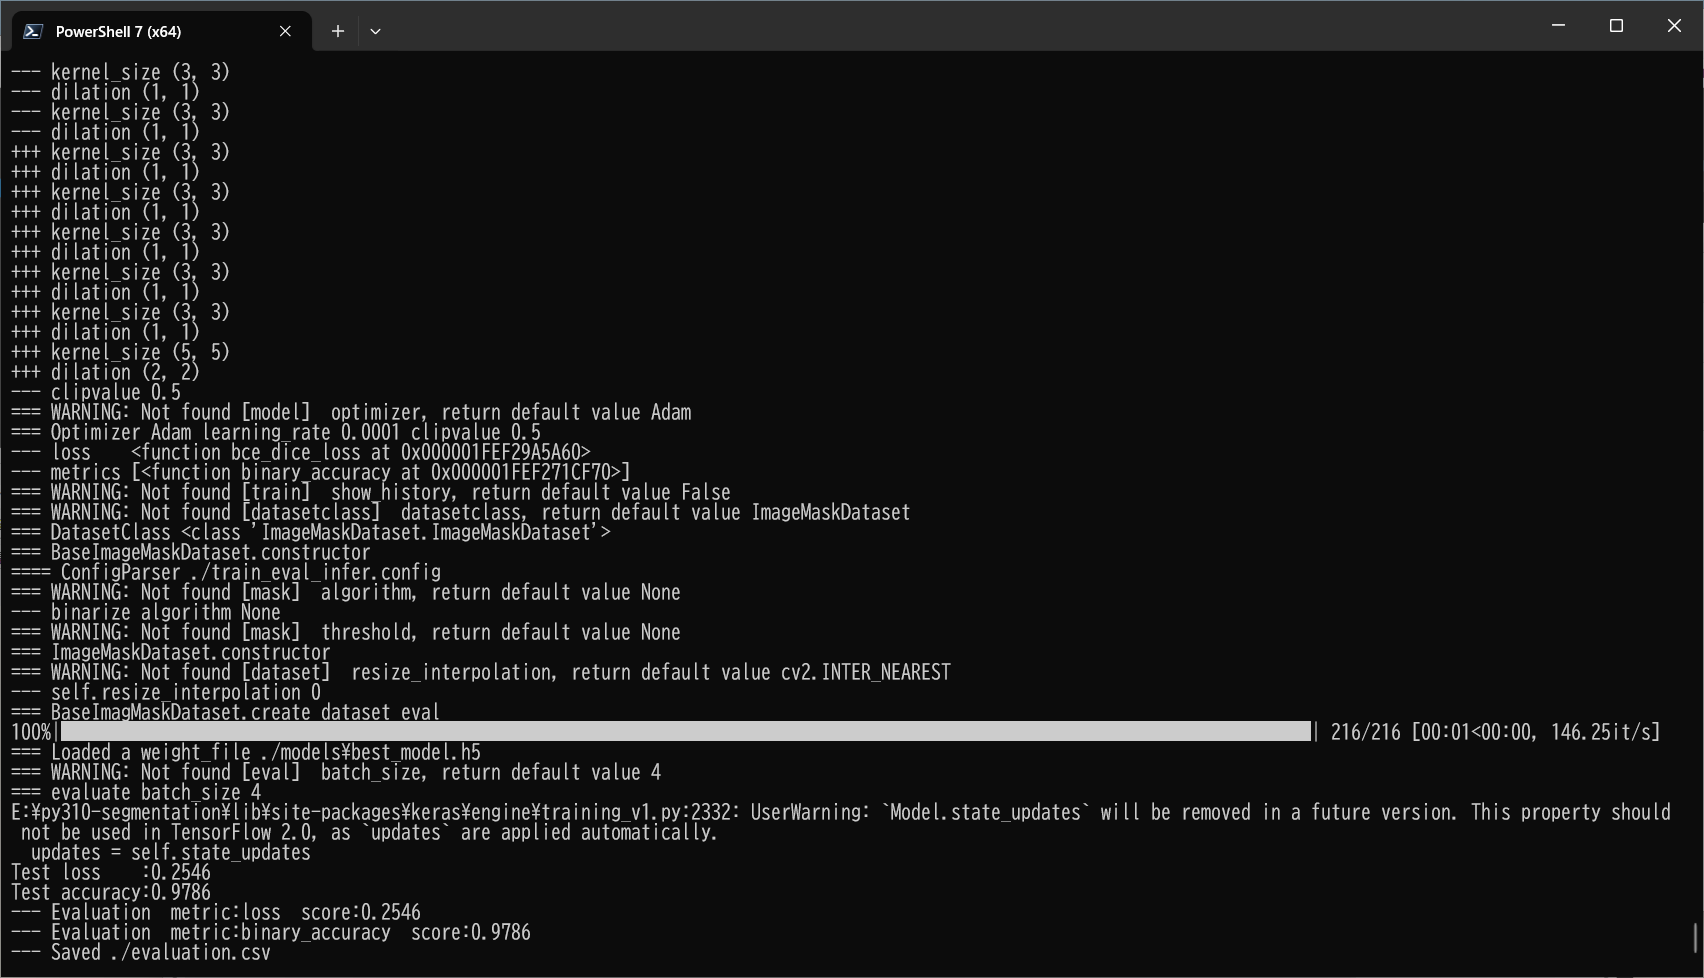 PowerShell 7 (x64)
--- kernel_size (3, 3)
--- dilation (1, 1)
--- kernel_size (3, 3)
--- dilation (1, 1)
+++ kernel_size (3, 3)
+++ dilation (1, 1)
+++ kernel_size (3, 3)
+++ dilation (1, 1)
+++ kernel_size (3, 3)
+++ dilation (1, 1)
+++ kernel_size (3, 3)
+++ dilation (1, 1)
+++ kernel_size (3, 3)
+++ dilation (1, 1)
+++ kernel_size (5, 5)
+++ dilation (2, 2)
--- clipvalue 0.5
=== WARNING: Not found [model]  optimizer, return default value Adam
=== Optimizer Adam learning_rate 0.0001 clipvalue 0.5
--- loss    <function bce_dice_loss at 0x000001FEF29A5A60>
--- metrics [<function binary_accuracy at 0x000001FEF271CF70>]
=== WARNING: Not found [train]  show_history, return default value False
=== WARNING: Not found [datasetclass]  datasetclass, return default value ImageMaskDataset
=== DatasetClass <class 'ImageMaskDataset.ImageMaskDataset'>
=== BaseImageMaskDataset.constructor
==== ConfigParser ./train_eval_infer.config
=== WARNING: Not found [mask]  algorithm, return default value None
--- binarize algorithm None
=== WARNING: Not found [mask]  threshold, return default value None
=== ImageMaskDataset.constructor
=== WARNING: Not found [dataset]  resize_interpolation, return default value cv2.INTER_NEAREST
--- self.resize_interpolation 0
=== BaseImagMaskDataset.create dataset eval
100%| | 216/216 [00:01<00:00, 146.25it/s]
=== Loaded a weight_file ./models¥best_model.h5
=== WARNING: Not found [eval]  batch_size, return default value 4
=== evaluate batch_size 4
E:¥py310-segmentation¥lib¥site-packages¥keras¥engine¥training_v1.py:2332: UserWarning: `Model.state_updates` will be removed in a future version. This property should
 not be used in TensorFlow 2.0, as `updates` are applied automatically.
  updates = self.state_updates
Test loss    :0.2546
Test accuracy:0.9786
--- Evaluation  metric:loss  score:0.2546
--- Evaluation  metric:binary_accuracy  score:0.9786
--- Saved ./evaluation.csv